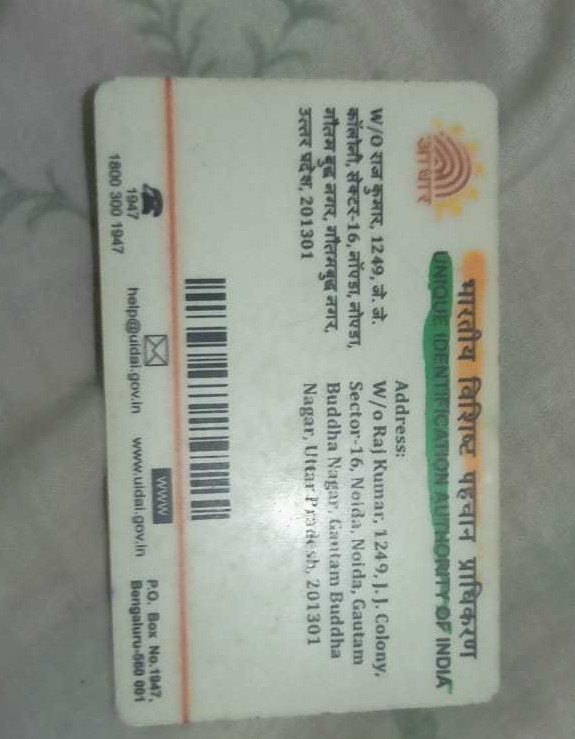 आधार
भारतीय विशिष्ट पहचान प्राधिकरण
UNIQUE IDENTIFICATION AUTHORITY OF INDIA
W/O राज कुमार, 1249, जे. जे.
कॉलोनी, सेक्टर-16, नॉएडा, नोएडा,
गौतम बुद्ध नगर, गौतमबुद्ध नगर,
उत्तर प्रदेश, 201301
Address:
W/o Raj Kumar, 1249, J. J. Colony,
Sector-16, Noida, Noida, Gautam
Buddha Nagar, Gautam Buddha
Nagar, Uttar Pradesh, 201301
1947
1800 300 1947
help@uidai.gov.in
WWW
www.uidai.gov.in
P.O. Box No.1947,
Bengaluru-560 001